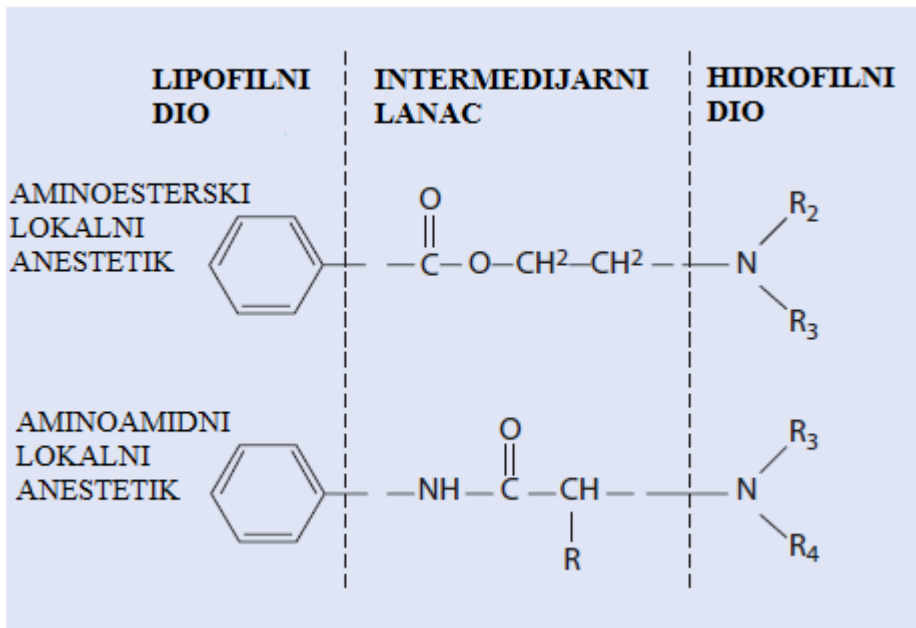 LIPOFILNI
DIO
INTERMEDIJARNI
LANAC
HIDROFILNI
DIO
AMINOESTERSKI
LOKALNI
ANESTETIK
O
C–O–CH²–CH²–
N
R₂
R₃
AMINOAMIDNI
LOKALNI
ANESTETIK
O
–NH–C–CH–
R
N
R₃
R₄